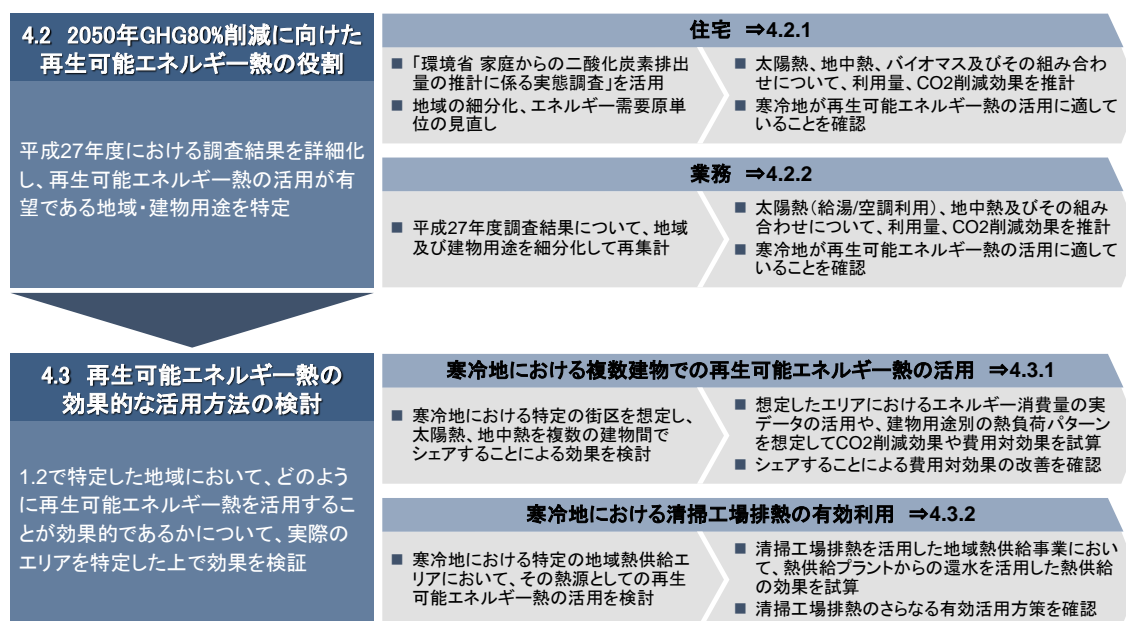 4.2 2050年GHG80%削減に向けた
再生可能エネルギー熱の役割
平成27年度における調査結果を詳細化
し、再生可能エネルギー熱の活用が有
望である地域・建物用途を特定
住宅 ⇒4.2.1
■ 「環境省 家庭からの二酸化炭素排出
量の推計に係る実態調査」を活用
■ 地域の細分化、エネルギー需要原単
位の見直し
■ 太陽熱、地中熱、バイオマス及びその組み合わ
せについて、利用量、CO2削減効果を推計
■ 寒冷地が再生可能エネルギー熱の活用に適して
いることを確認
業務 ⇒4.2.2
■ 平成27年度調査結果について、地域
及び建物用途を細分化して再集計
■ 太陽熱（給湯/空調利用）、地中熱及びその組み
合わせについて、利用量、CO2削減効果を推計
■ 寒冷地が再生可能エネルギー熱の活用に適して
いることを確認
4.3 再生可能エネルギー熱の
効果的な活用方法の検討
1.2で特定した地域において、どのよう
に再生可能エネルギー熱を活用するこ
とが効果的であるかについて、実際の
エリアを特定した上で効果を検証
寒冷地における複数建物での再生可能エネルギー熱の活用 ⇒4.3.1
■ 寒冷地における特定の街区を想定し、
太陽熱、地中熱を複数の建物間で
シェアすることによる効果を検討
■ 想定したエリアにおけるエネルギー消費量の実
データの活用や、建物用途別の熱負荷パターン
を想定してCO2削減効果や費用対効果を試算
■ シェアすることによる費用対効果の改善を確認
寒冷地における清掃工場排熱の有効利用 ⇒4.3.2
■ 寒冷地における特定の地域熱供給エ
リアにおいて、その熱源としての再生
可能エネルギー熱の活用を検討
■ 清掃工場排熱を活用した地域熱供給事業におい
て、熱供給プラントからの還水を活用した熱供給
の効果を試算
■ 清掃工場排熱のさらなる有効活用方策を確認